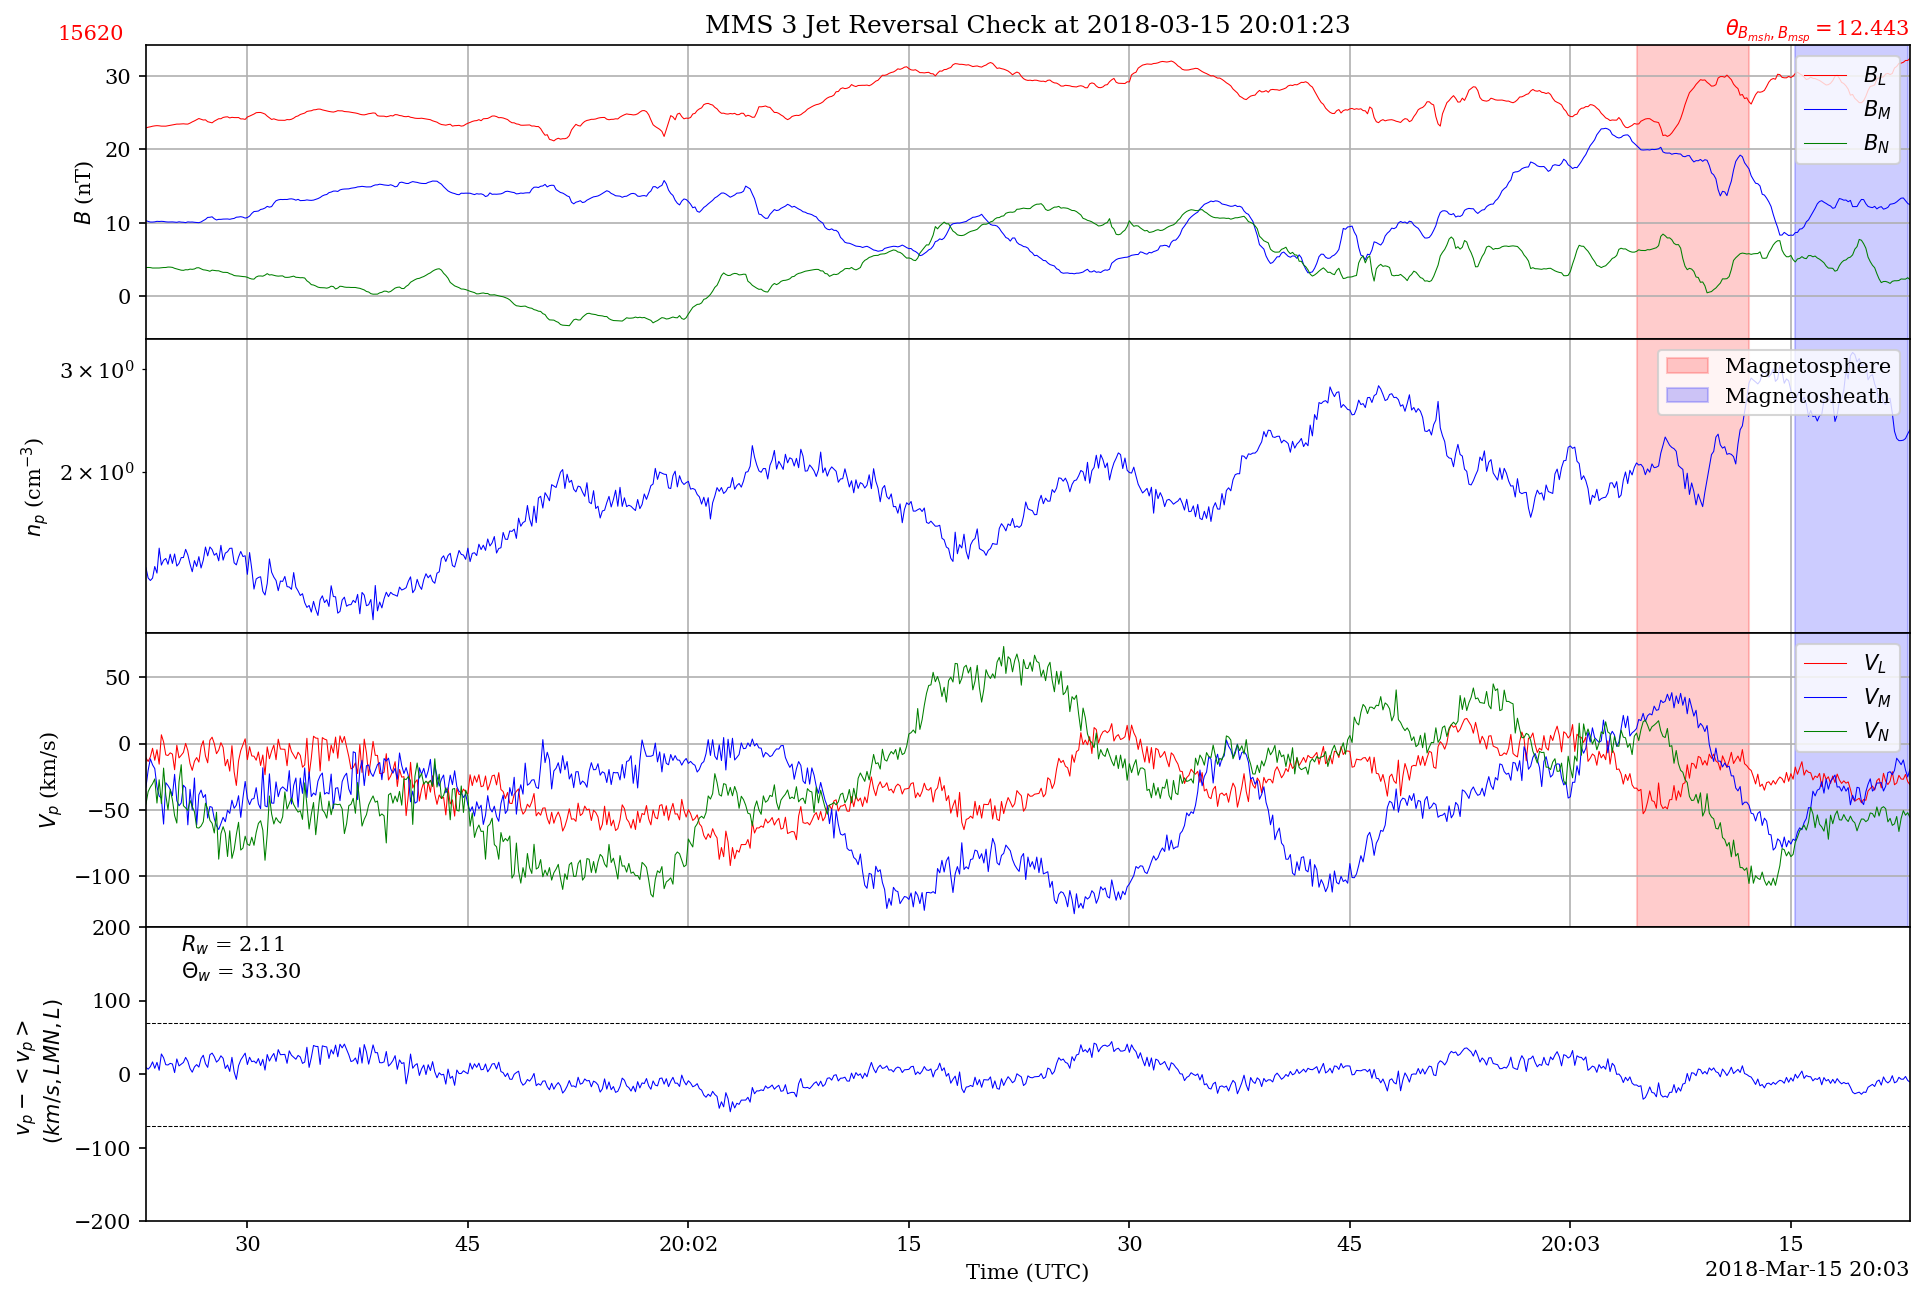 MMS 3 Jet Reversal Check at 2018-03-15 20:01:23
15620
θ_{B_{msh}, B_{msp}} = 12.443
30
20
10
0
B (nT)
B_L
B_M
B_N
3 × 10^0
2 × 10^0
n_p (cm^{−3})
Magnetosphere
Magnetosheath
50
0
−50
−100
V_p (km/s)
V_L
V_M
V_N
200
100
0
−100
−200
v_p − < v_p >
(km/s, LMN, L)
R_w = 2.11
Θ_w = 33.30
30
45
20:02
15
30
45
20:03
15
Time (UTC)
2018-Mar-15 20:03